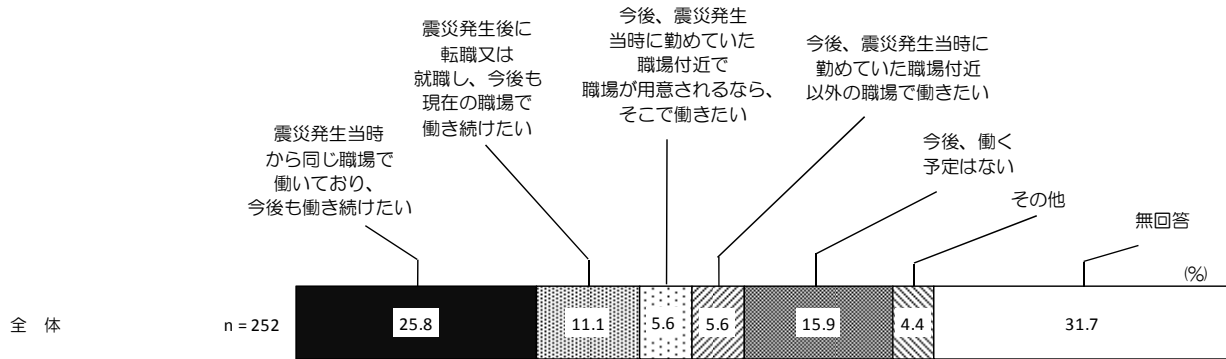 震災発生当時
から同じ職場で
働いており、
今後も働き続けたい
震災発生後に
転職又は
就職し、今後も
現在の職場で
働き続けたい
今後、震災発生
当時に勤めていた
職場付近で
職場が用意されるなら、
そこで働きたい
今後、震災発生当時に
勤めていた職場付近
以外の職場で働きたい
今後、働く
予定はない
その他
無回答
(%)
全 体 n = 252 25.8 11.1 5.6 5.6 15.9 4.4 31.7